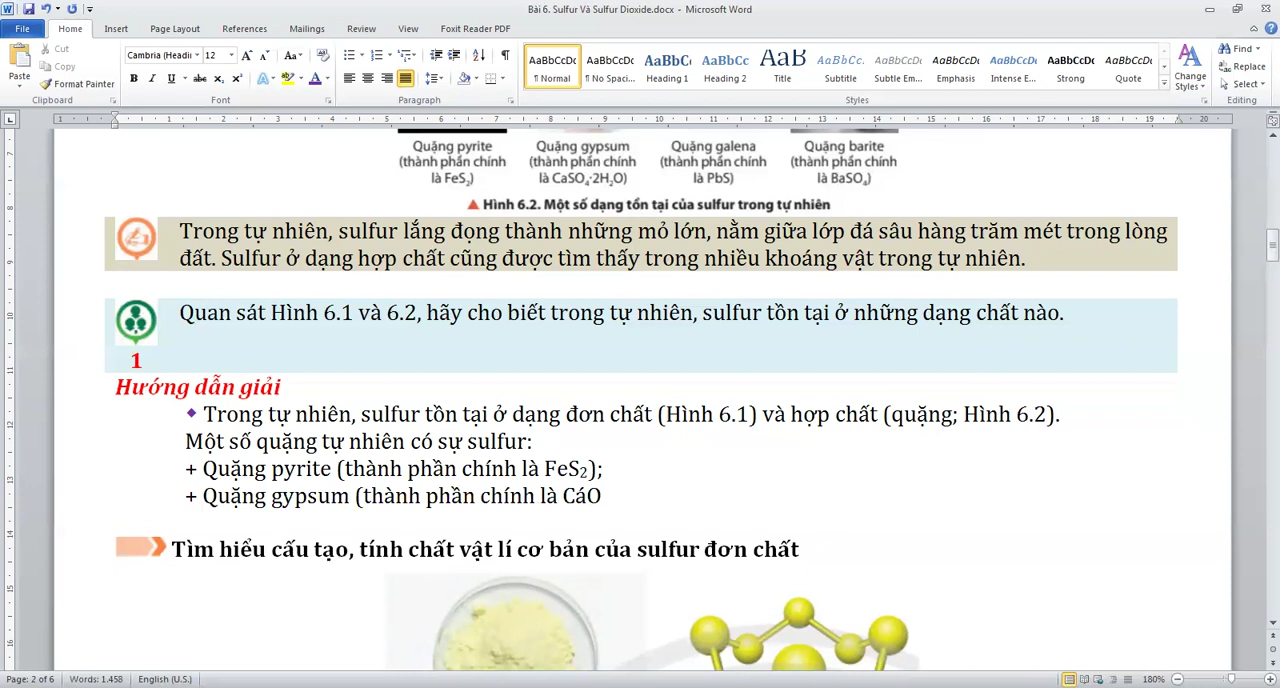 Bài 6. Sulfur Và Sulfur Dioxide.docx - Microsoft Word
File Home Insert Page Layout References Mailings Review View Foxit Reader PDF
Paste
Cut
Copy
Format Painter
Clipboard
Cambria (Headi 12
Font
Paragraph
AaBbCcDc AaBbCcDc AaBbC AaBbCc AaB AaBbCc. AaBbCcDc AaBbCcDc AaBbCcDc AaBbCcDc AaBbCcDc
¶ Normal ¶ No Spaci... Heading 1 Heading 2 Title Subtitle Subtle Em... Emphasis Intense E... Strong Quote
Change Styles
Styles
Find
Replace
Select
Editing
Quặng pyrite Quặng gypsum Quặng galena Quặng barite
(thành phần chính (thành phần chính (thành phần chính (thành phần chính
là FeS₂) là CaSO₄·2H₂O) là PbS) là BaSO₄)
▲ Hình 6.2. Một số dạng tồn tại của sulfur trong tự nhiên
Trong tự nhiên, sulfur lắng đọng thành những mỏ lớn, nằm giữa lớp đá sâu hàng trăm mét trong lòng
đất. Sulfur ở dạng hợp chất cũng được tìm thấy trong nhiều khoáng vật trong tự nhiên.
Quan sát Hình 6.1 và 6.2, hãy cho biết trong tự nhiên, sulfur tồn tại ở những dạng chất nào.
1
Hướng dẫn giải
Trong tự nhiên, sulfur tồn tại ở dạng đơn chất (Hình 6.1) và hợp chất (quặng; Hình 6.2).
Một số quặng tự nhiên có sự sulfur:
+ Quặng pyrite (thành phần chính là FeS₂);
+ Quặng gypsum (thành phần chính là CáO
Tìm hiểu cấu tạo, tính chất vật lí cơ bản của sulfur đơn chất
Page: 2 of 6 Words: 1.458 English (U.S.) 180%